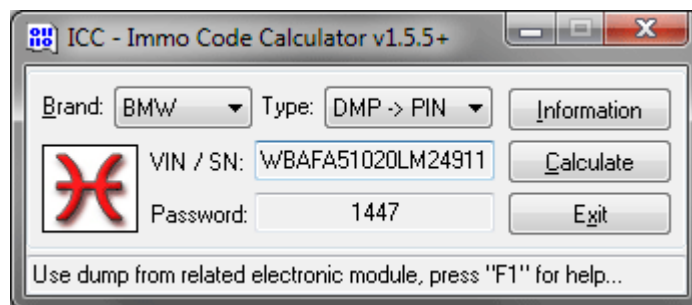 ICC - Immo Code Calculator v1.5.5+
Brand: BMW Type: DMP -> PIN Information
VIN / SN: WBAFA51020LM24911 Calculate
Password: 1447 Exit
Use dump from related electronic module, press "F1" for help...